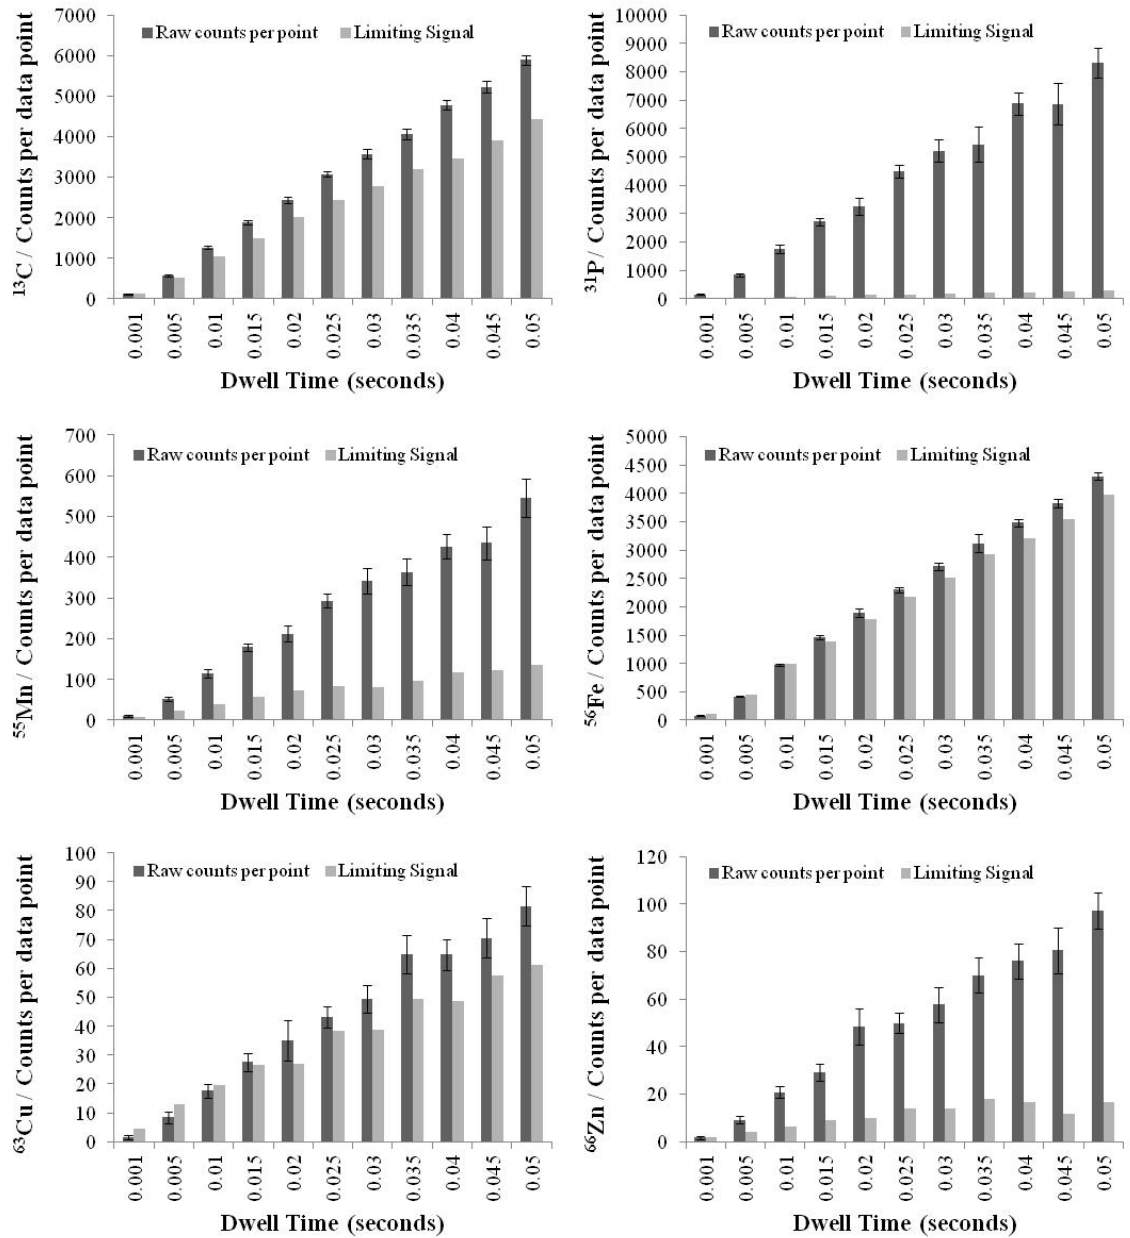 ¹³C / Counts per data point
7000
6000
5000
4000
3000
2000
1000
0
Raw counts per point Limiting Signal
0.001 0.005 0.01 0.015 0.02 0.025 0.03 0.035 0.04 0.045 0.05
Dwell Time (seconds)
³¹P / Counts per data point
10000
9000
8000
7000
6000
5000
4000
3000
2000
1000
0
Raw counts per point Limiting Signal
0.001 0.005 0.01 0.015 0.02 0.025 0.03 0.035 0.04 0.045 0.05
Dwell Time (seconds)
⁵⁵Mn / Counts per data point
700
600
500
400
300
200
100
0
Raw counts per point Limiting Signal
0.001 0.005 0.01 0.015 0.02 0.025 0.03 0.035 0.04 0.045 0.05
Dwell Time (seconds)
⁵⁶Fe / Counts per data point
5000
4500
4000
3500
3000
2500
2000
1500
1000
500
0
Raw counts per point Limiting Signal
0.001 0.005 0.01 0.015 0.02 0.025 0.03 0.035 0.04 0.045 0.05
Dwell Time (seconds)
⁶³Cu / Counts per data point
100
90
80
70
60
50
40
30
20
10
0
Raw counts per point Limiting Signal
0.001 0.005 0.01 0.015 0.02 0.025 0.03 0.035 0.04 0.045 0.05
Dwell Time (seconds)
⁶⁶Zn / Counts per data point
120
100
80
60
40
20
0
Raw counts per point Limiting Signal
0.001 0.005 0.01 0.015 0.02 0.025 0.03 0.035 0.04 0.045 0.05
Dwell Time (seconds)